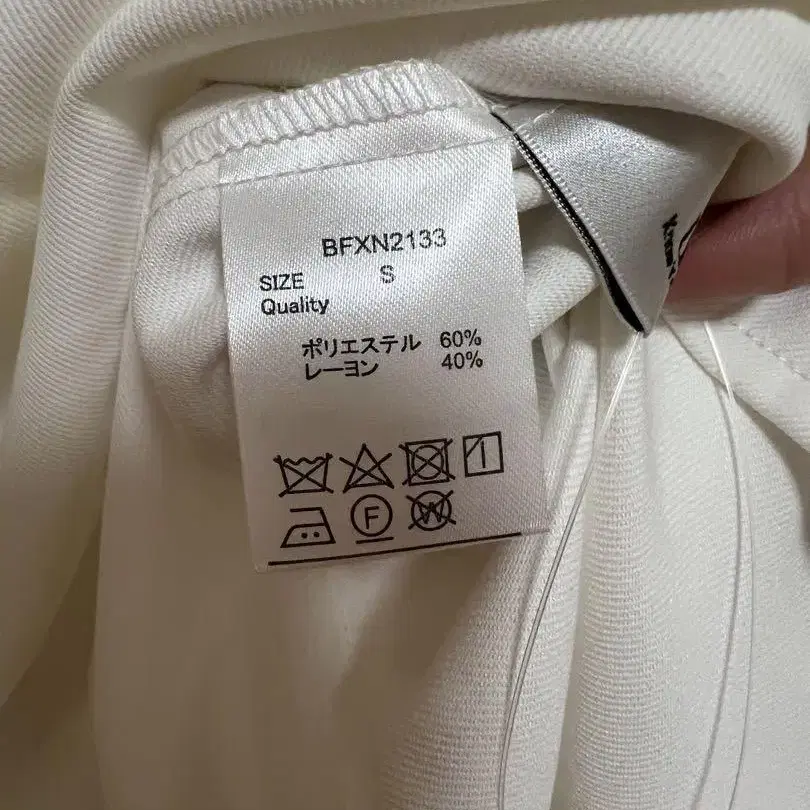 BFXN2133
SIZE S
Quality
ポリエステル 60%
レーヨン 40%
F
W